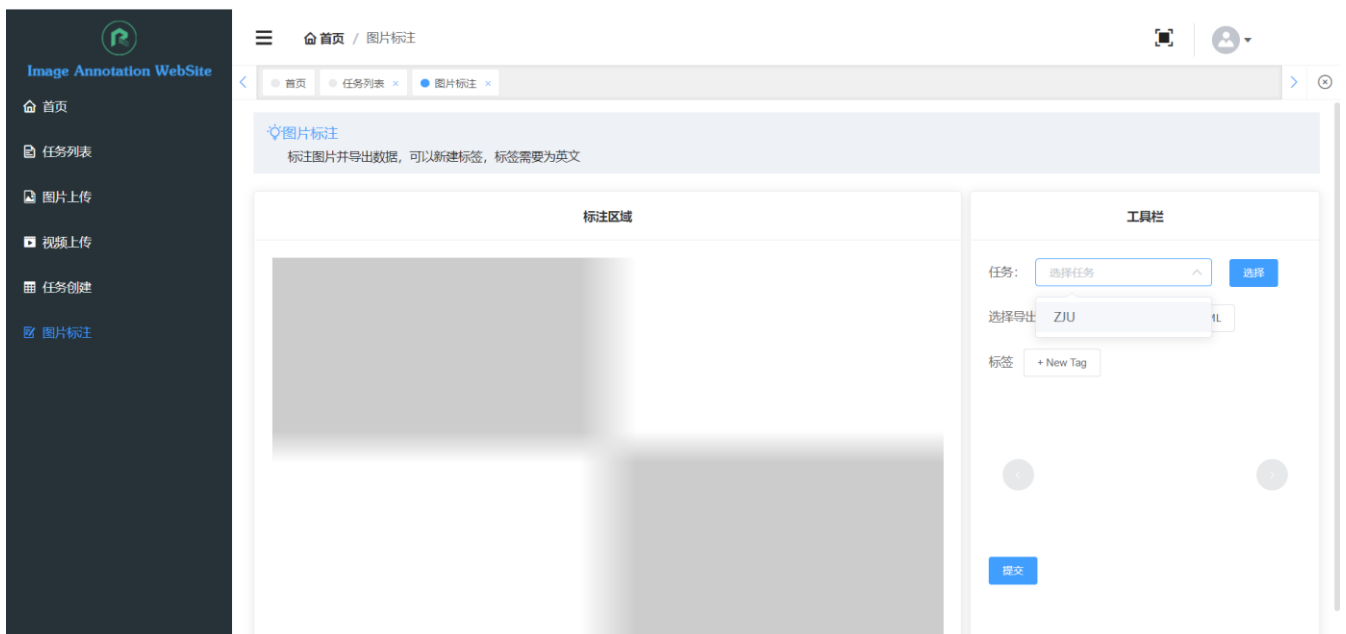 Image Annotation WebSite
首页
任务列表
图片上传
视频上传
任务创建
图片标注
首页 / 图片标注
首页 任务列表 × 图片标注 ×
图片标注
标注图片并导出数据，可以新建标签，标签需要为英文
标注区域
工具栏
任务： 选择任务 选择
ZJU
选择导出
标签 + New Tag
提交